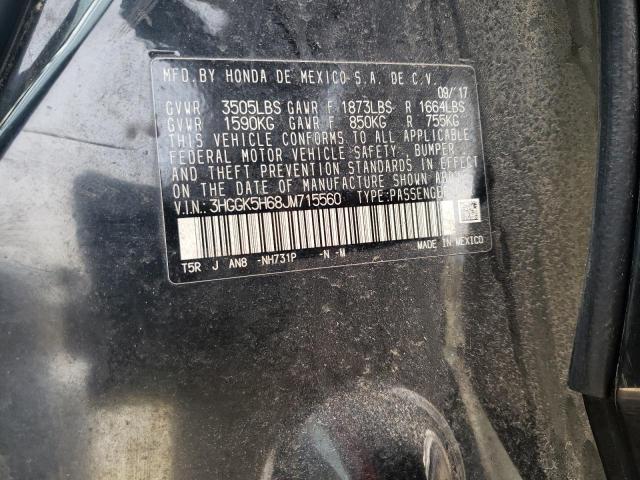 MFD. BY HONDA DE MEXICO S.A. DE C.V.
09/'17
GVWR 3505LBS GAWR F 1873LBS R 1664LBS
GVWR 1590KG GAWR F 850KG R 755KG
THIS VEHICLE CONFORMS TO ALL APPLICABLE
FEDERAL MOTOR VEHICLE SAFETY, BUMPER,
AND THEFT PREVENTION STANDARDS IN EFFECT
ON THE DATE OF MANUFACTURE SHOWN ABOVE.
V.I.N.: 3HGGK5H68JM715560 TYPE: PASSENGER
T5R J AN8 -NH731P -N -M
MADE IN MEXICO